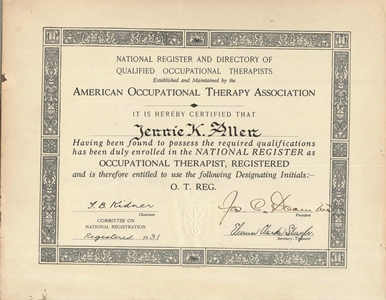 NATIONAL REGISTER AND DIRECTORY OF
QUALIFIED OCCUPATIONAL THERAPISTS
Established and Maintained by the
AMERICAN OCCUPATIONAL THERAPY ASSOCIATION
IT IS HEREBY CERTIFIED THAT
Jennie K. Allen
Having been found to possess the required qualifications
has been duly enrolled in the NATIONAL REGISTER as
OCCUPATIONAL THERAPIST, REGISTERED
and is therefore entitled to use the following Designating Initials:-
O. T. REG.
T. B. Kidner
Chairman
President
COMMITTEE ON
NATIONAL REGISTRATION
Registered 1931
Eleanor Clarke Slagle
Secretary-Treasurer